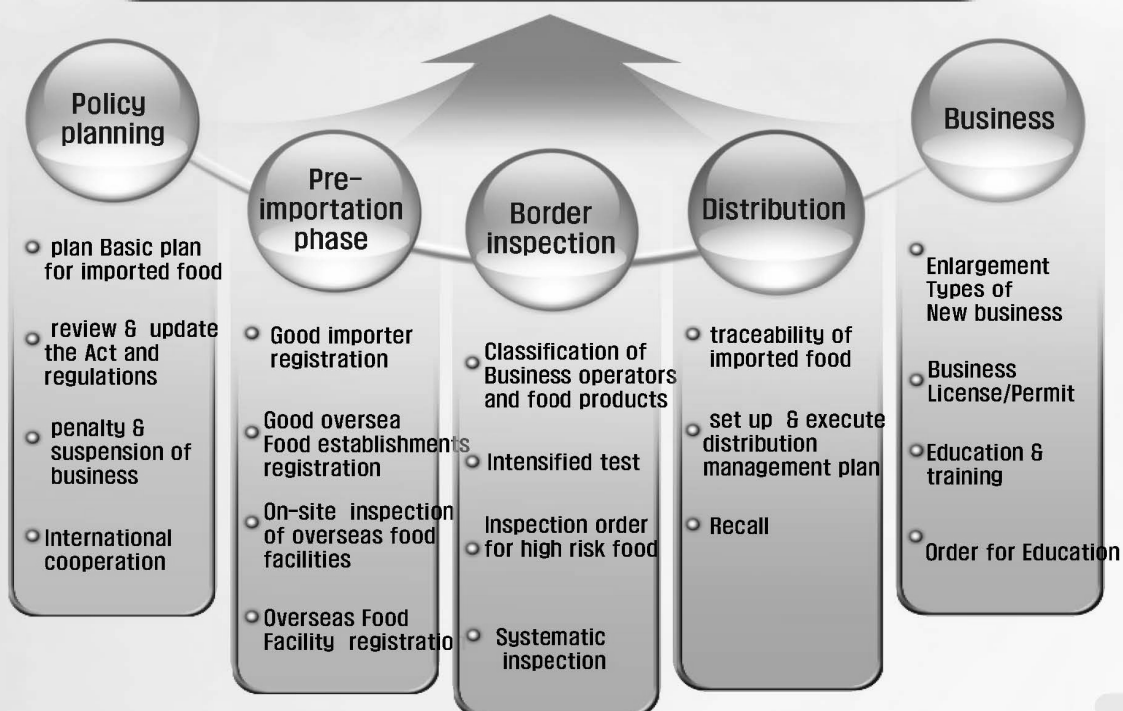 Policy
planning
plan Basic plan
for imported food
review & update
the Act and
regulations
penalty &
suspension of
business
International
cooperation
Pre-
importation
phase
Good importer
registration
Good oversea
Food establishments
registration
On-site inspection
of overseas food
facilities
Overseas Food
Facility registration
Border
inspection
Classification of
Business operators
and food products
Intensified test
Inspection order
for high risk food
Systematic
inspection
Distribution
traceability of
imported food
set up & execute
distribution
management plan
Recall
Business
Enlargement
Types of
New business
Business
License/Permit
Education &
training
Order for Education